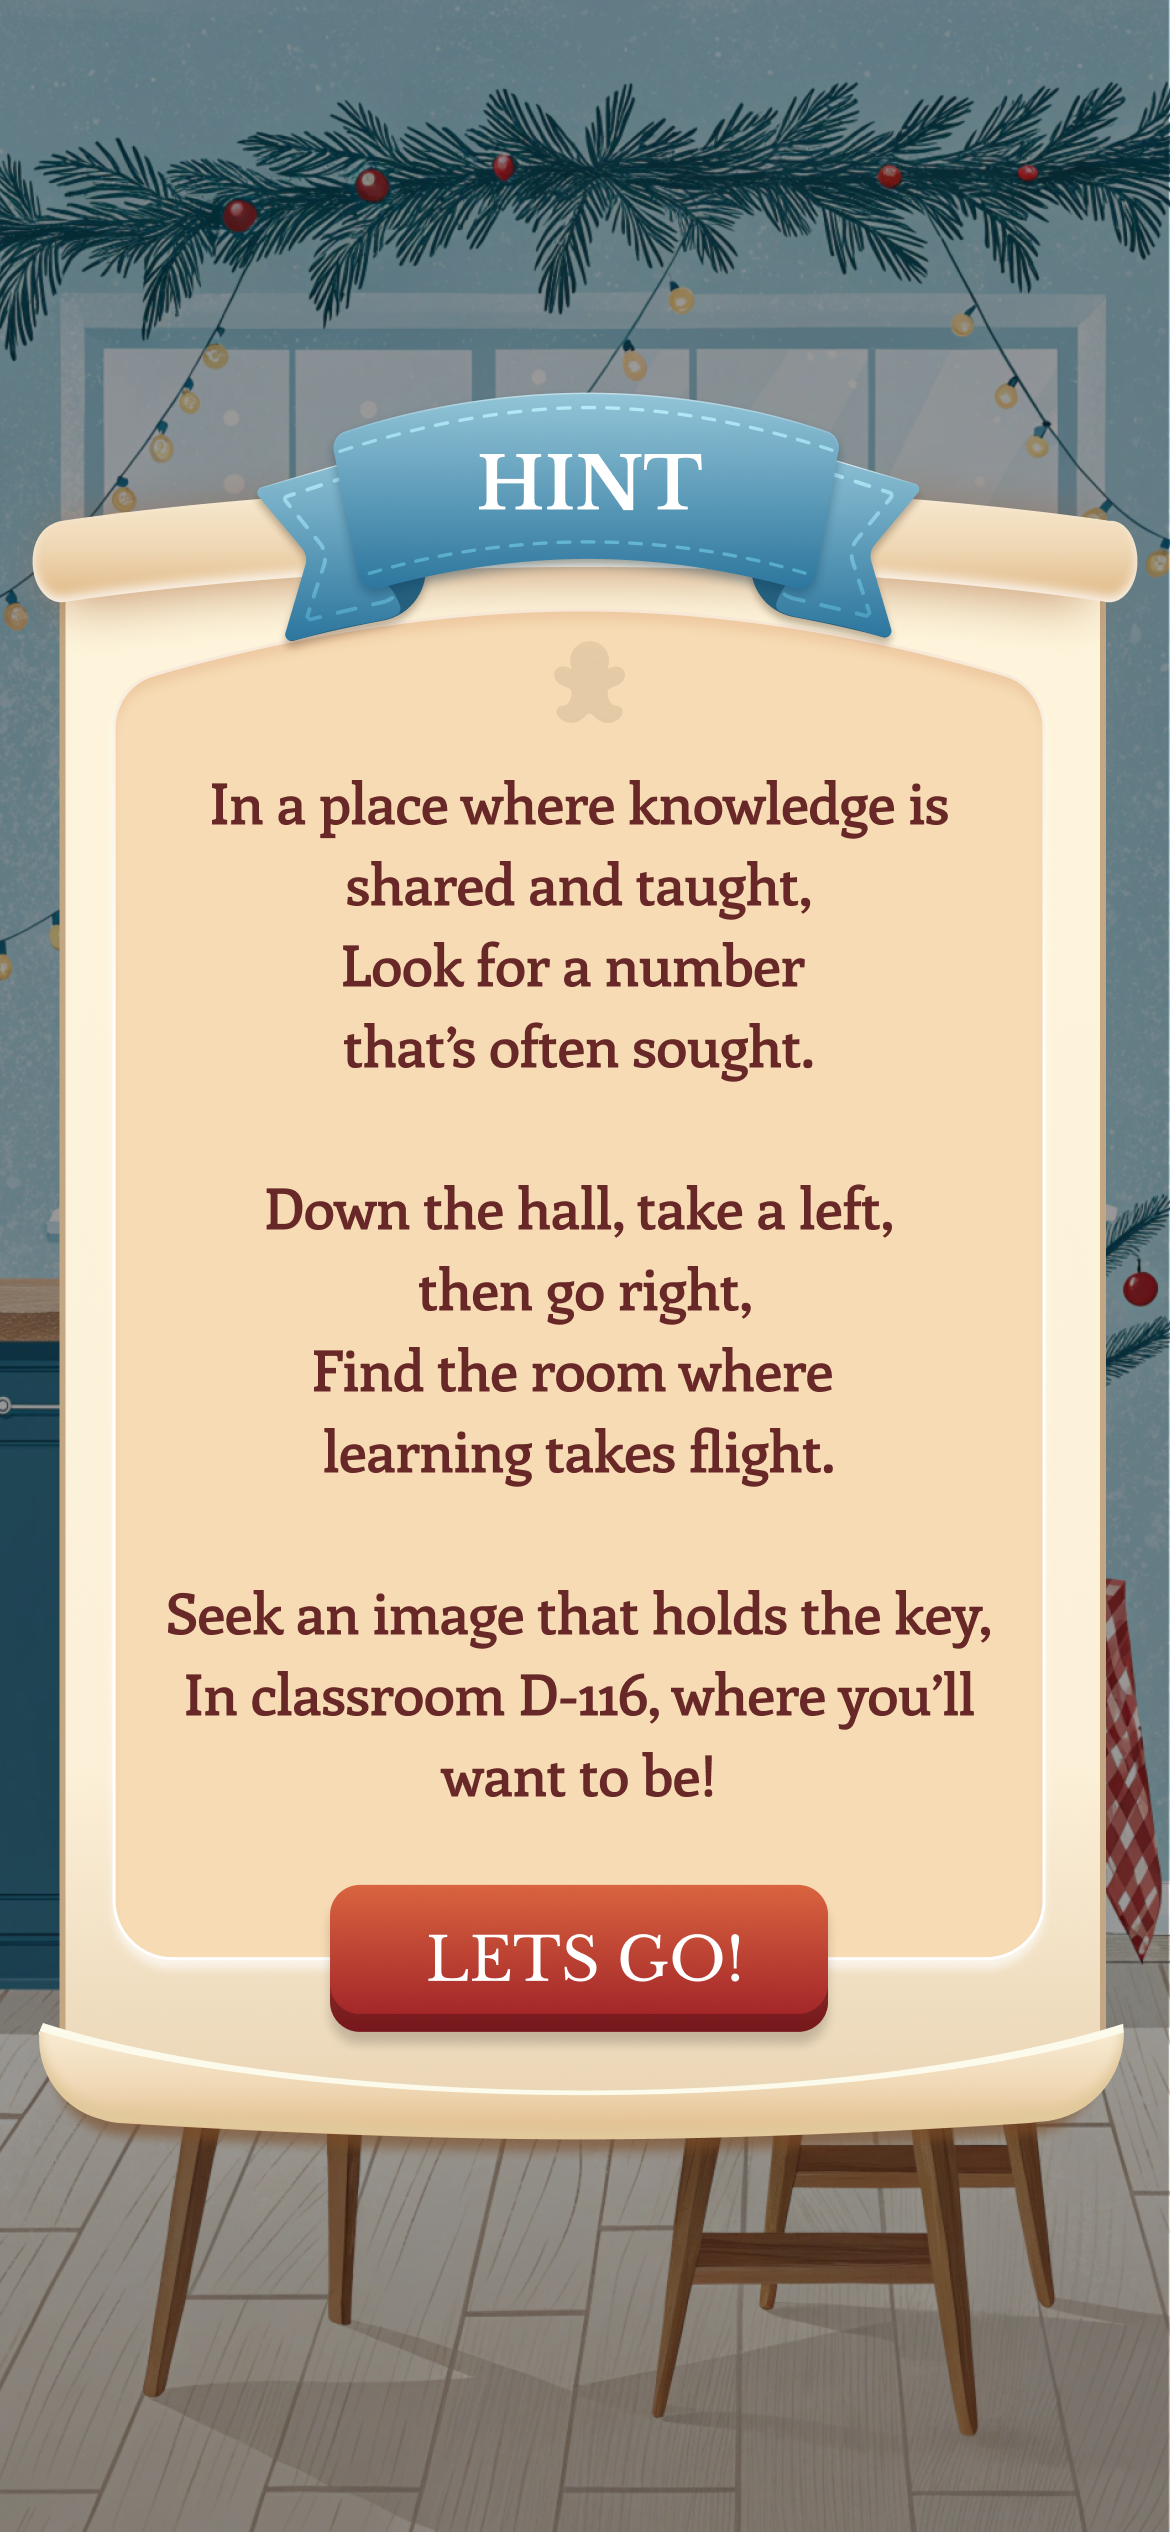 HINT
In a place where knowledge is
shared and taught,
Look for a number
that’s often sought.
Down the hall, take a left,
then go right,
Find the room where
learning takes flight.
Seek an image that holds the key,
In classroom D-116, where you’ll
want to be!
LETS GO!